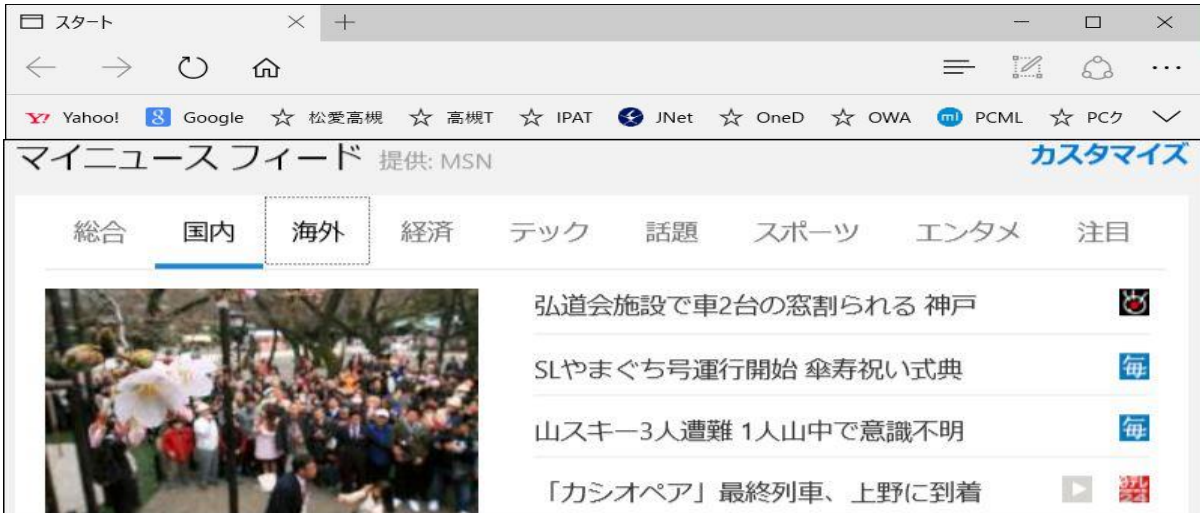 スタート
Yahoo! Google 松愛高槻 高槻T IPAT JNet OneD OWA PCML PCク
マイニュース フィード 提供: MSN カスタマイズ
総合 国内 海外 経済 テック 話題 スポーツ エンタメ 注目
弘道会施設で車2台の窓割られる 神戸
SLやまぐち号運行開始 傘寿祝い式典 毎
山スキー3人遭難 1人山中で意識不明 毎
「カシオペア」最終列車、上野に到着